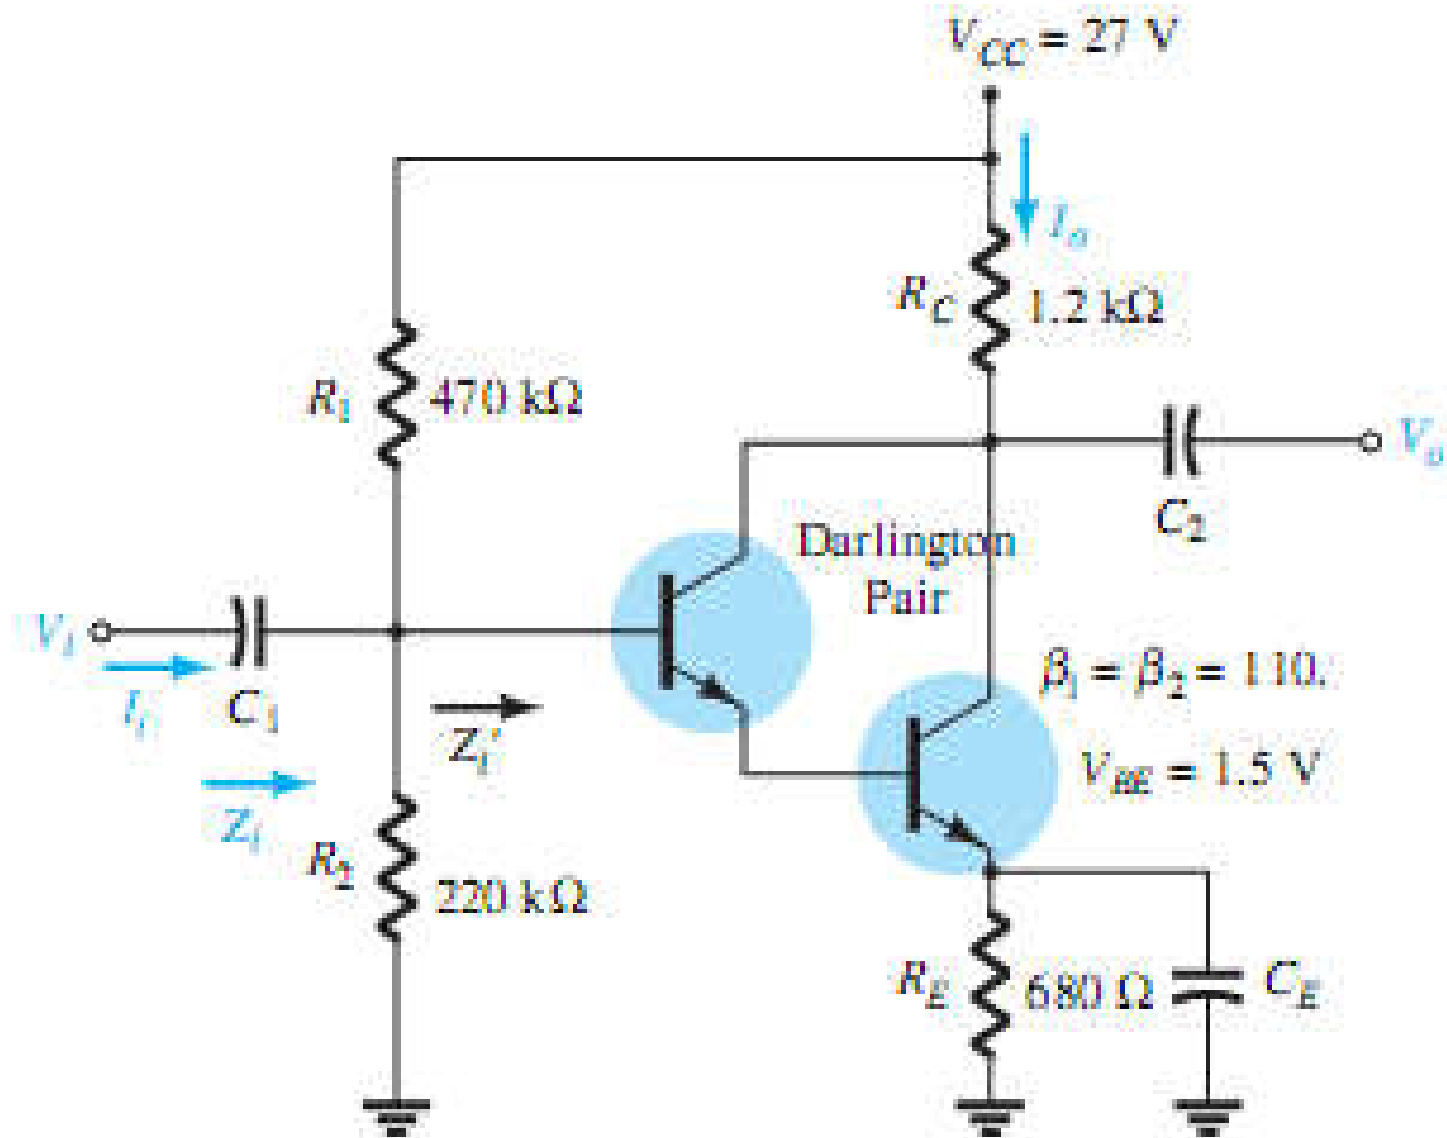 V_CC = 27 V
I_o
R_C 1.2 kΩ
R_1 470 kΩ
V_o
C_2
Darlington
Pair
V_i
I_i
C_1
Z_i'
β_1 = β_2 = 110.
V_BE = 1.5 V
Z_i
R_2
220 kΩ
R_E 680 Ω C_E